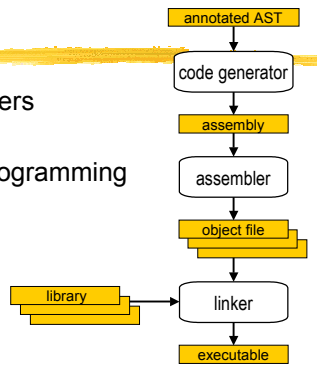 annotated AST
code generator
ers
assembly
ogramming
assembler
object file
library
linker
executable